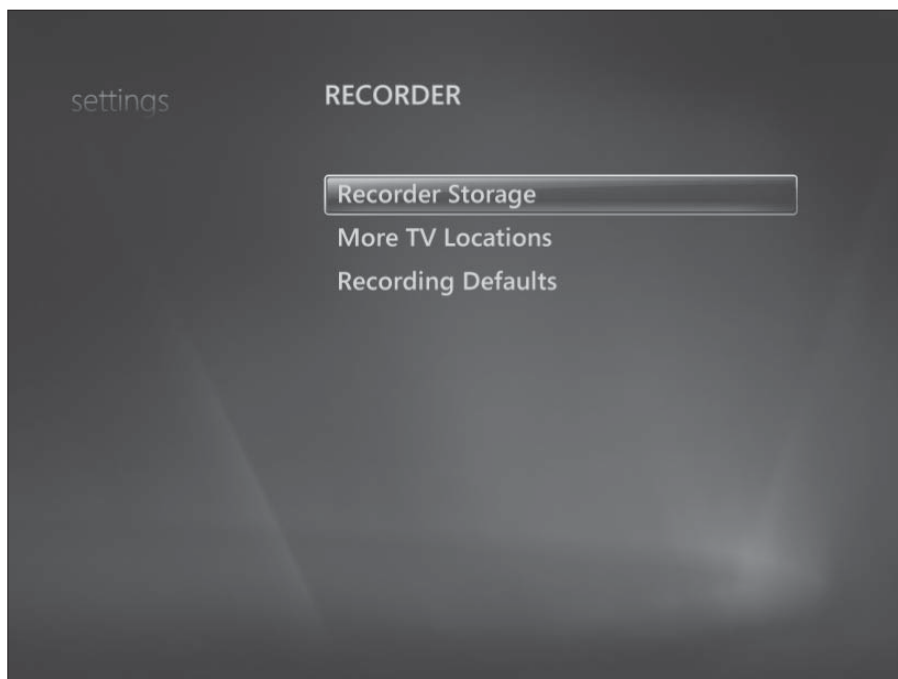 settings
RECORDER
Recorder Storage
More TV Locations
Recording Defaults